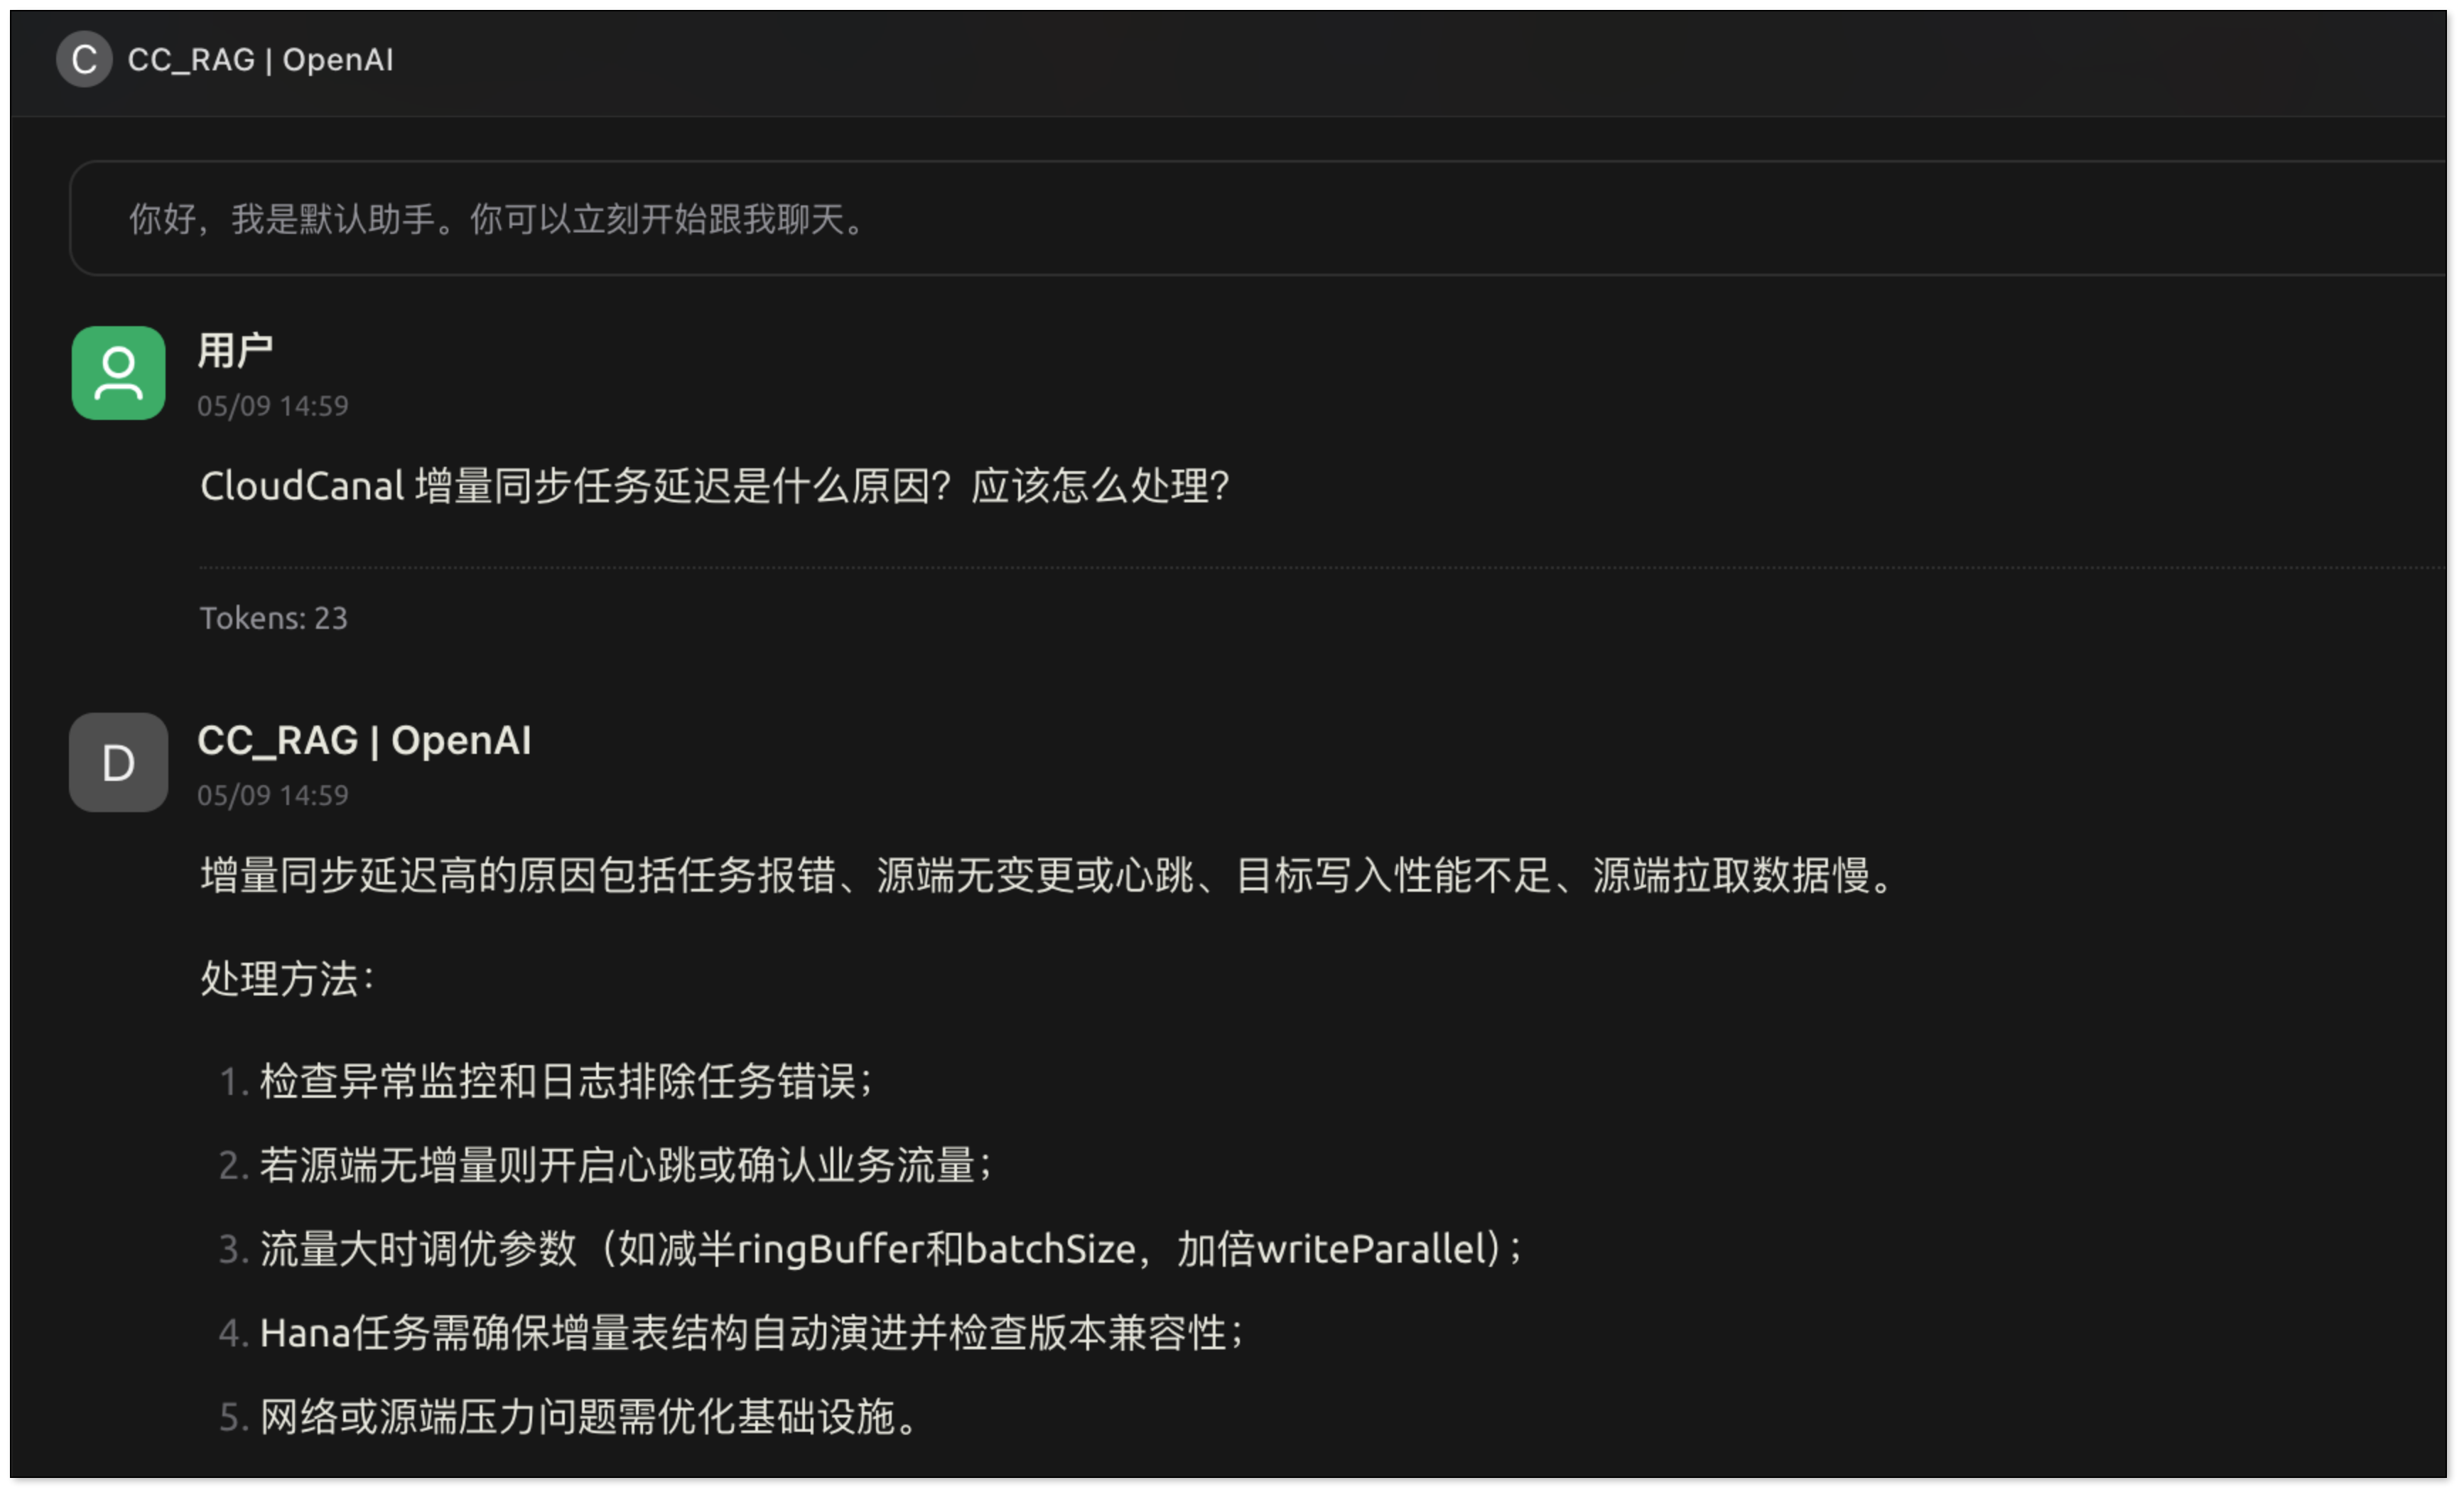 C CC_RAG | OpenAI
你好，我是默认助手。你可以立刻开始跟我聊天。
用户
05/09 14:59
CloudCanal 增量同步任务延迟是什么原因？应该怎么处理？
Tokens: 23
D
CC_RAG | OpenAI
05/09 14:59
增量同步延迟高的原因包括任务报错、源端无变更或心跳、目标写入性能不足、源端拉取数据慢。
处理方法：
1. 检查异常监控和日志排除任务错误；
2. 若源端无增量则开启心跳或确认业务流量；
3. 流量大时调优参数（如减半ringBuffer和batchSize，加倍writeParallel）；
4. Hana任务需确保增量表结构自动演进并检查版本兼容性；
5. 网络或源端压力问题需优化基础设施。